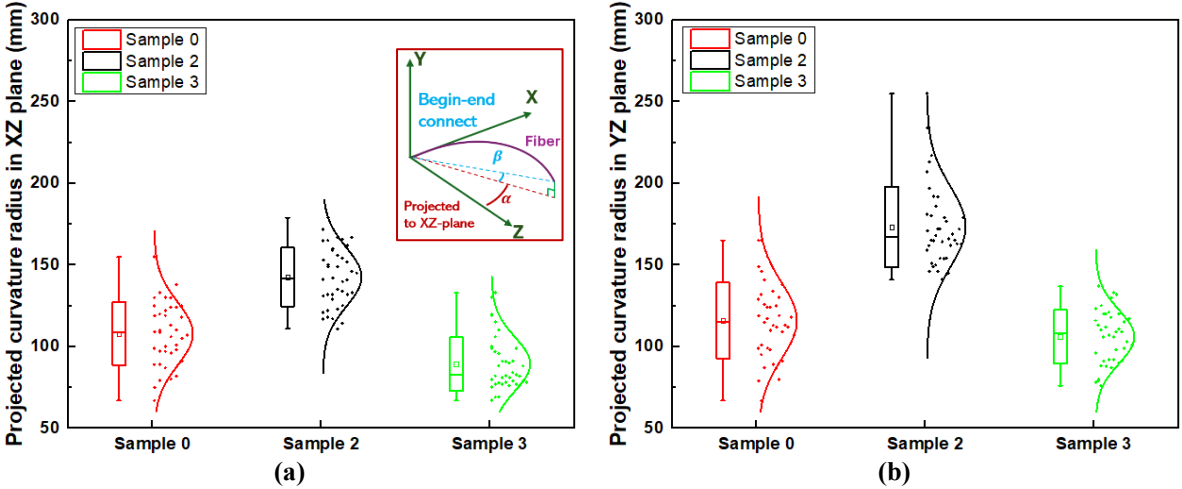 Projected curvature radius in XZ plane (mm)
300
250
200
150
100
50
Sample 0
Sample 2
Sample 3
Y
X
Z
Begin-end
connect
Fiber
β
α
Projected
to XZ-plane
Sample 0
Sample 2
Sample 3
(a)
Projected curvature radius in YZ plane (mm)
300
250
200
150
100
50
Sample 0
Sample 2
Sample 3
Sample 0
Sample 2
Sample 3
(b)